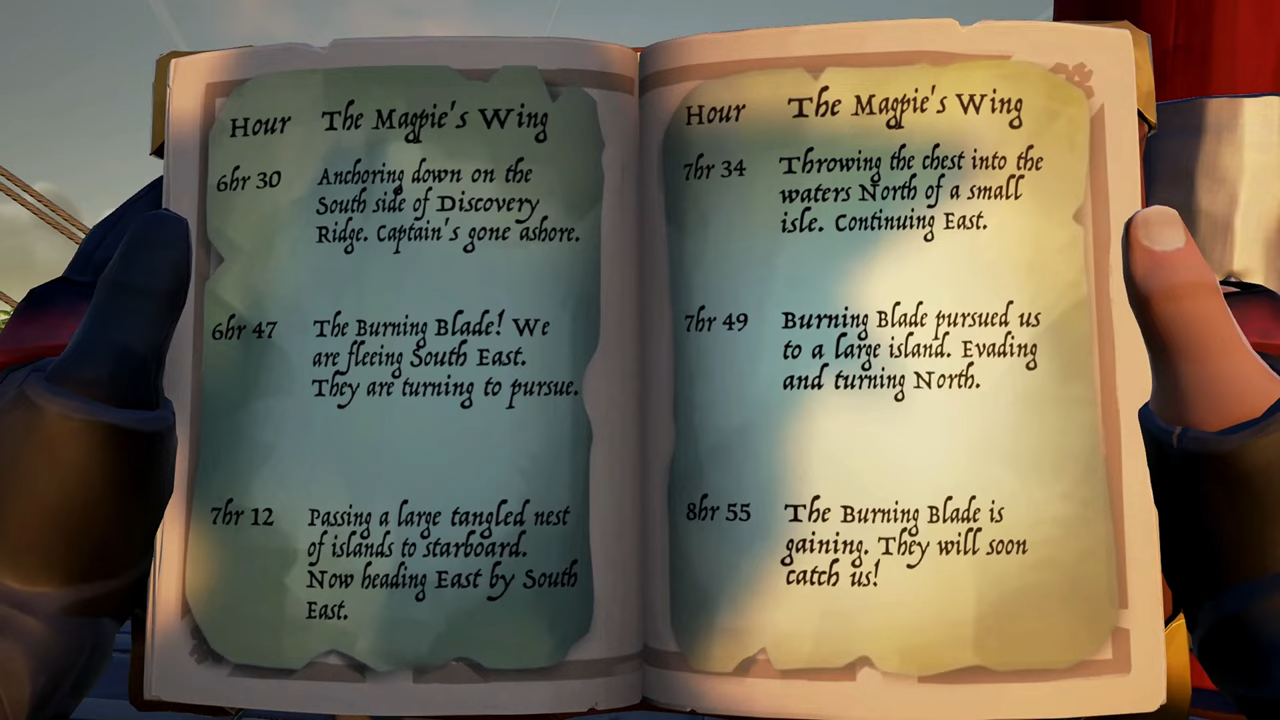 Hour The Magpie's Wing
6hr 30 Anchoring down on the
South side of Discovery
Ridge. Captain's gone ashore.
6hr 47 The Burning Blade! We
are fleeing South East.
They are turning to pursue.
7hr 12 Passing a large tangled nest
of islands to starboard.
Now heading East by South
East.
Hour The Magpie's Wing
7hr 34 Throwing the chest into the
waters North of a small
isle. Continuing East.
7hr 49 Burning Blade pursued us
to a large island. Evading
and turning North.
8hr 55 The Burning Blade is
gaining. They will soon
catch us!